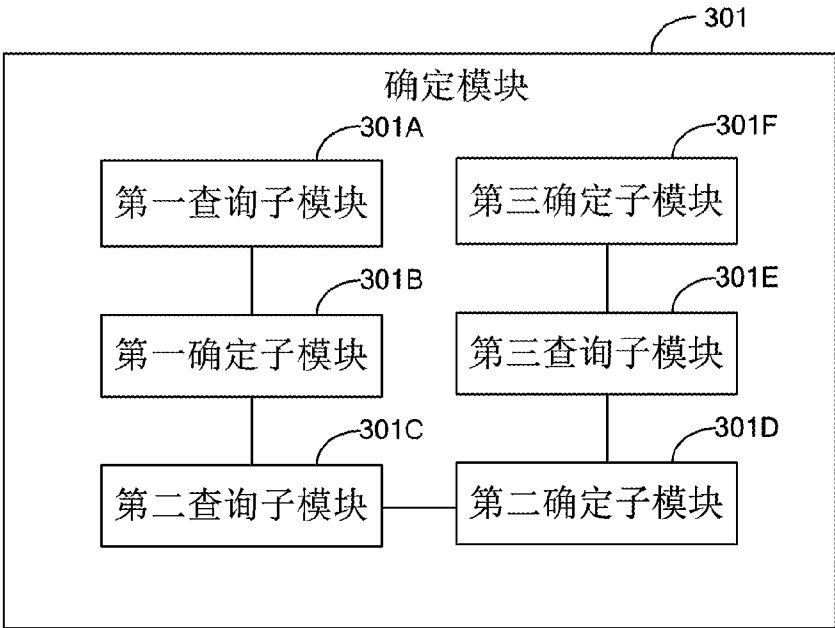 301
确定模块
301A
第一查询子模块
301F
第三确定子模块
301B
第一确定子模块
301E
第三查询子模块
301C
第二查询子模块
301D
第二确定子模块